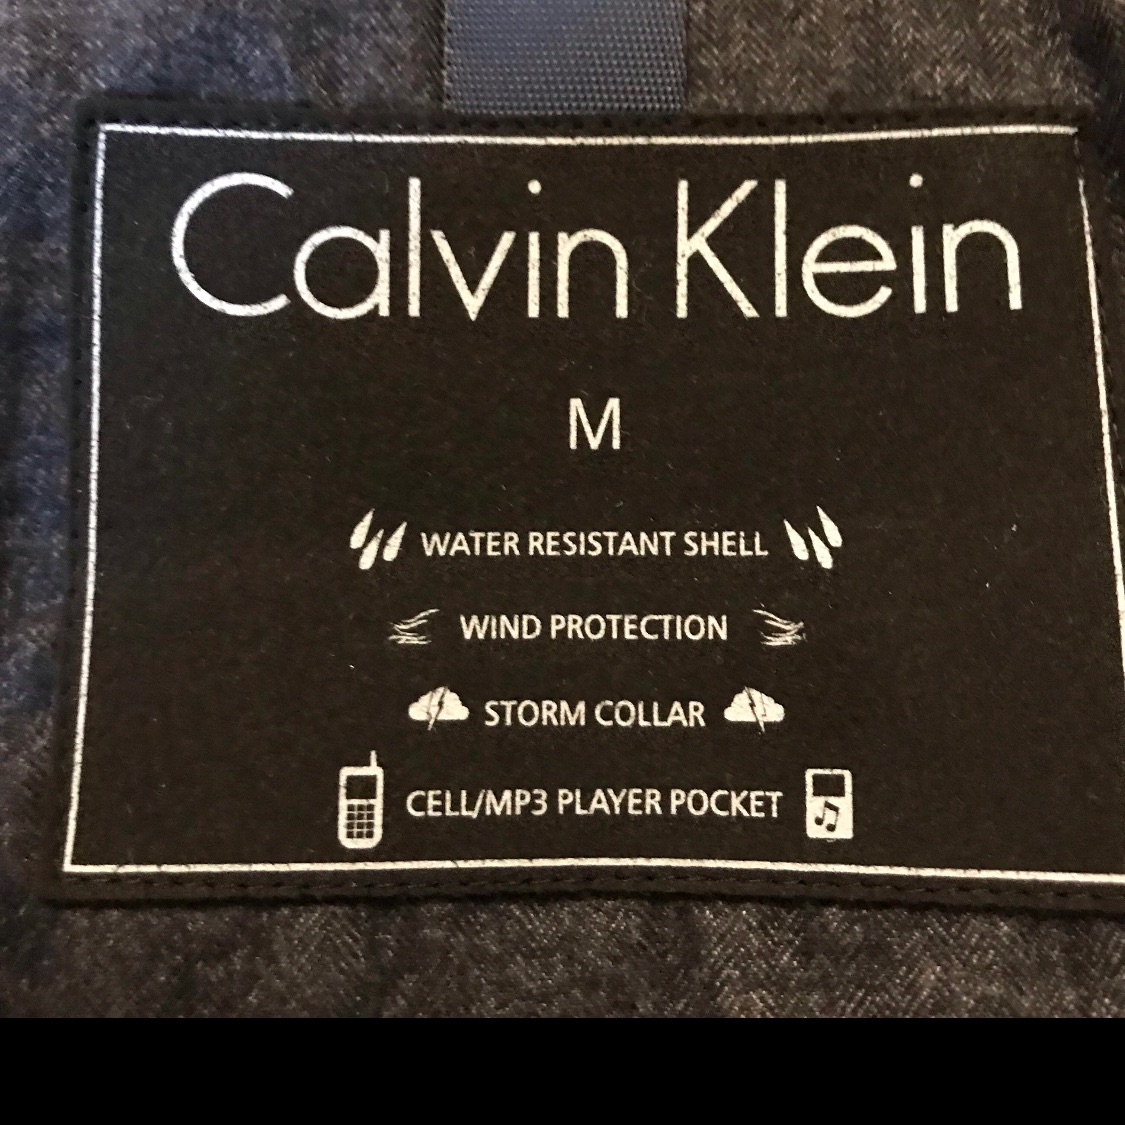 Calvin Klein
M
WATER RESISTANT SHELL
WIND PROTECTION
STORM COLLAR
CELL/MP3 PLAYER POCKET